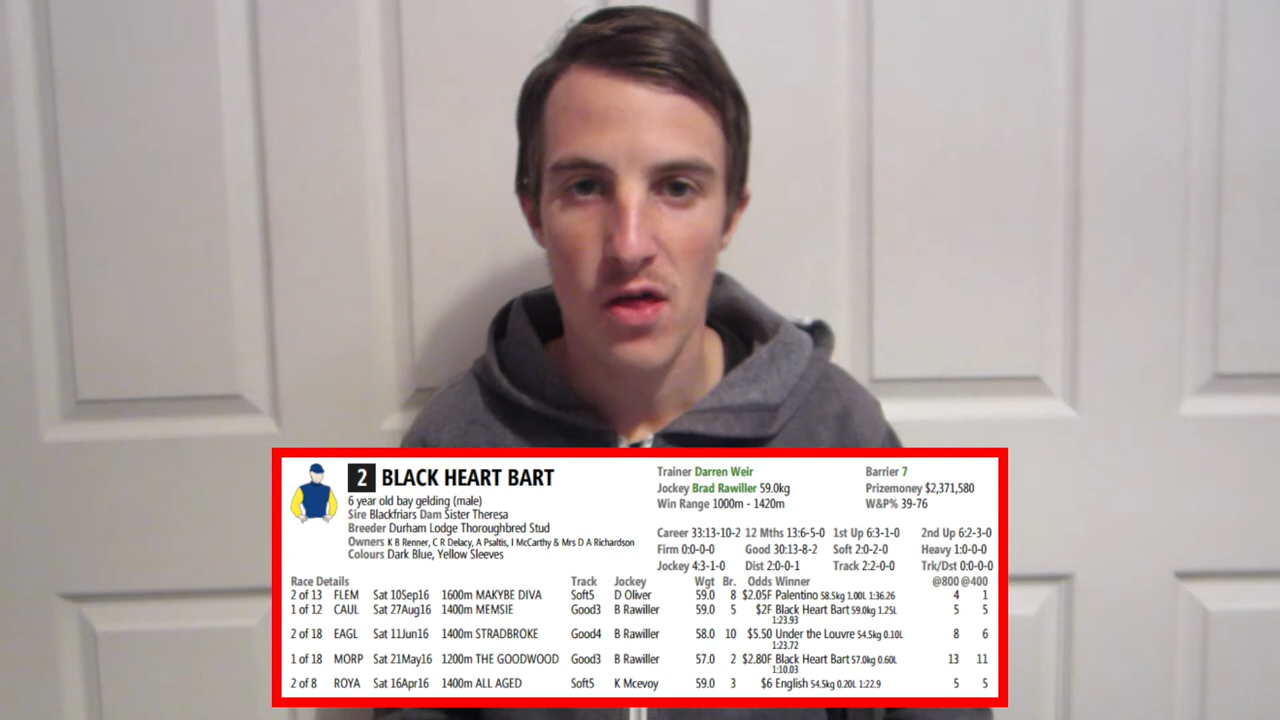 2 BLACK HEART BART
6 year old bay gelding (male)
Sire Blackfriars Dam Sister Theresa
Breeder Durham Lodge Thoroughbred Stud
Owners K B Renner, C R Delacy, A Psaltis, I McCarthy & Mrs D A Richardson
Colours Dark Blue, Yellow Sleeves
Trainer Darren Weir Barrier 7
Jockey Brad Rawiller 59.0kg Prizemoney $2,371,580
Win Range 1000m - 1420m W&P% 39-76
Career 33:13-10-2 12 Mths 13:6-5-0 1st Up 6:3-1-0 2nd Up 6:2-3-0
Firm 0:0-0-0 Good 30:13-8-2 Soft 2:0-2-0 Heavy 1:0-0-0
Jockey 4:3-1-0 Dist 2:0-0-1 Track 2:2-0-0 Trk/Dst 0:0-0-0
Race Details Track Jockey Wgt Br. Odds Winner @800 @400
2 of 13 FLEM Sat 10Sep16 1600m MAKYBE DIVA Soft5 D Oliver 59.0 8 $2.05F Palentino 58.5kg 1.00L 1:36.26 4 1
1 of 12 CAUL Sat 27Aug16 1400m MEMSIE Good3 B Rawiller 59.0 5 $2F Black Heart Bart 59.0kg 1.25L 5 5
1:23.93
2 of 18 EAGL Sat 11Jun16 1400m STRADBROKE Good4 B Rawiller 58.0 10 $5.50 Under the Louvre 54.5kg 0.10L 8 6
1:23.72
1 of 18 MORP Sat 21May16 1200m THE GOODWOOD Good3 B Rawiller 57.0 2 $2.80F Black Heart Bart 57.0kg 0.60L 13 11
1:10.03
2 of 8 ROYA Sat 16Apr16 1400m ALL AGED Soft5 K Mcevoy 59.0 3 $6 English 54.5kg 0.20L 1:22.9 5 5